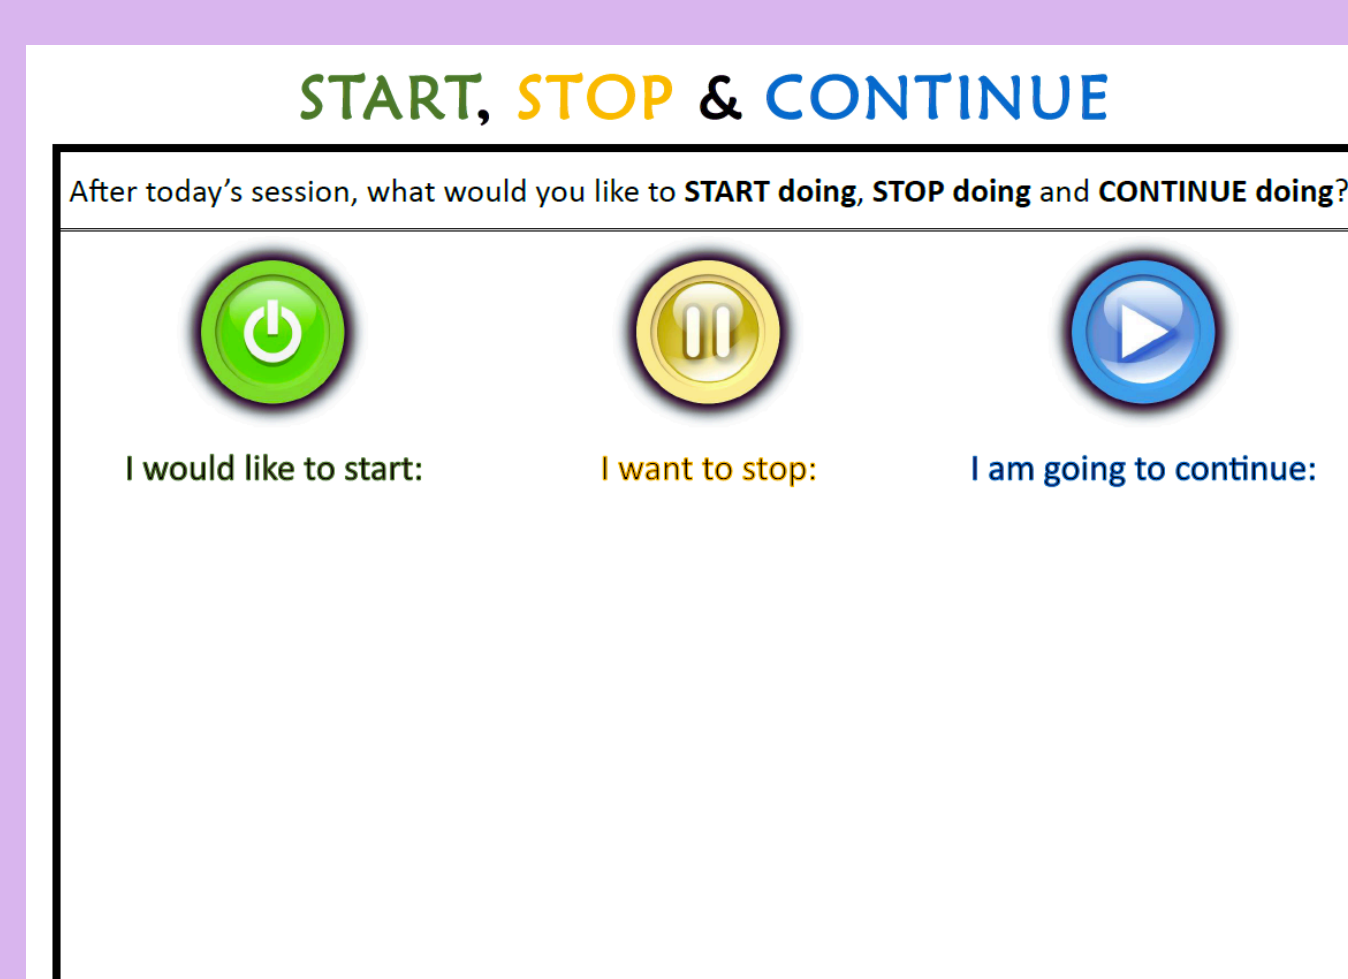 START, STOP & CONTINUE
After today’s session, what would you like to START doing, STOP doing and CONTINUE doing?
I would like to start:
I want to stop:
I am going to continue: